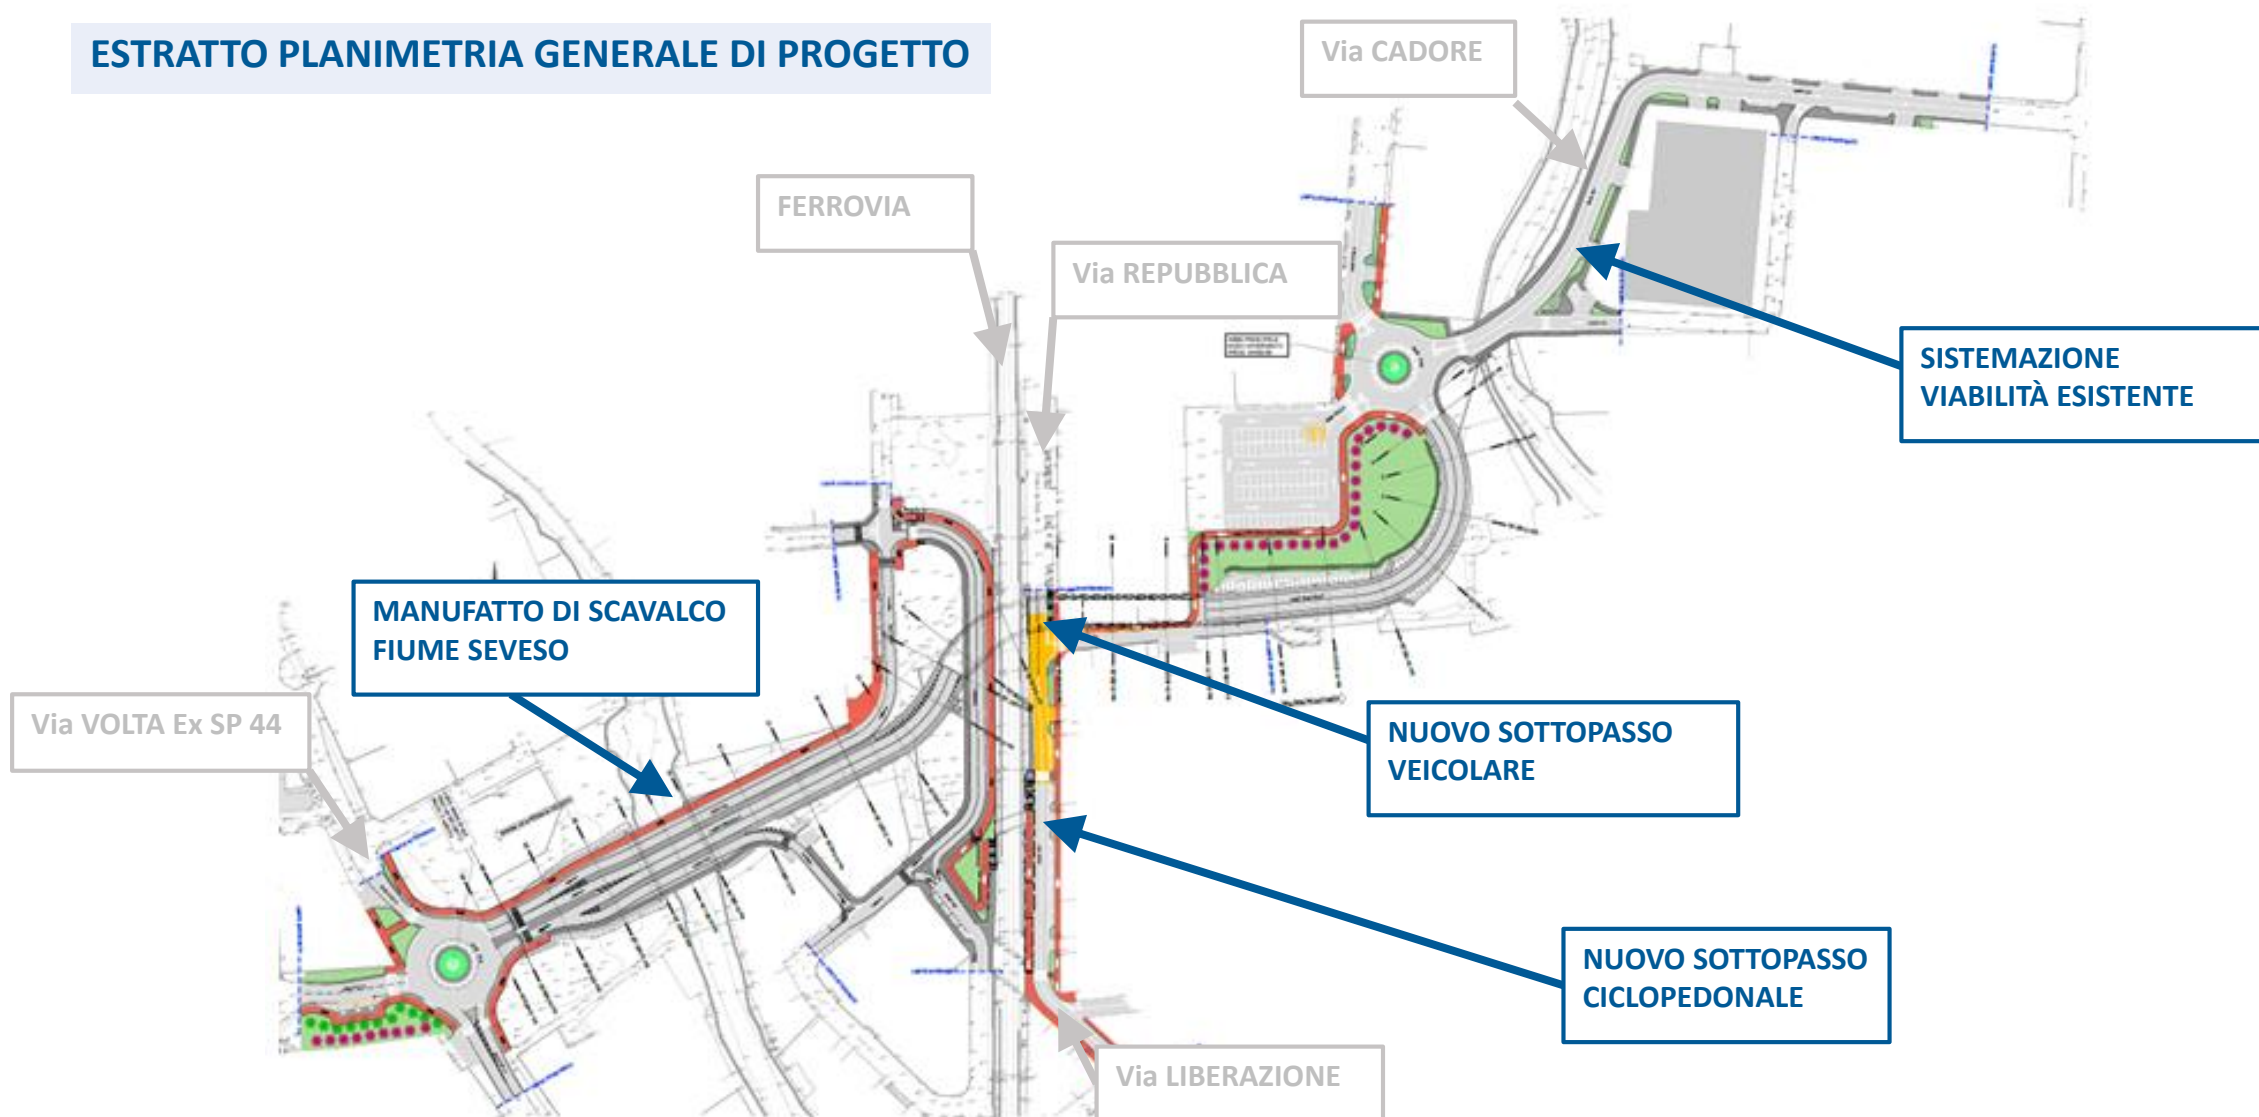 ESTRATTO PLANIMETRIA GENERALE DI PROGETTO
Via CADORE
FERROVIA
Via REPUBBLICA
SISTEMAZIONE
VIABILITÀ ESISTENTE
MANUFATTO DI SCAVALCO
FIUME SEVESO
Via VOLTA Ex SP 44
NUOVO SOTTOPASSO
VEICOLARE
NUOVO SOTTOPASSO
CICLOPEDONALE
Via LIBERAZIONE